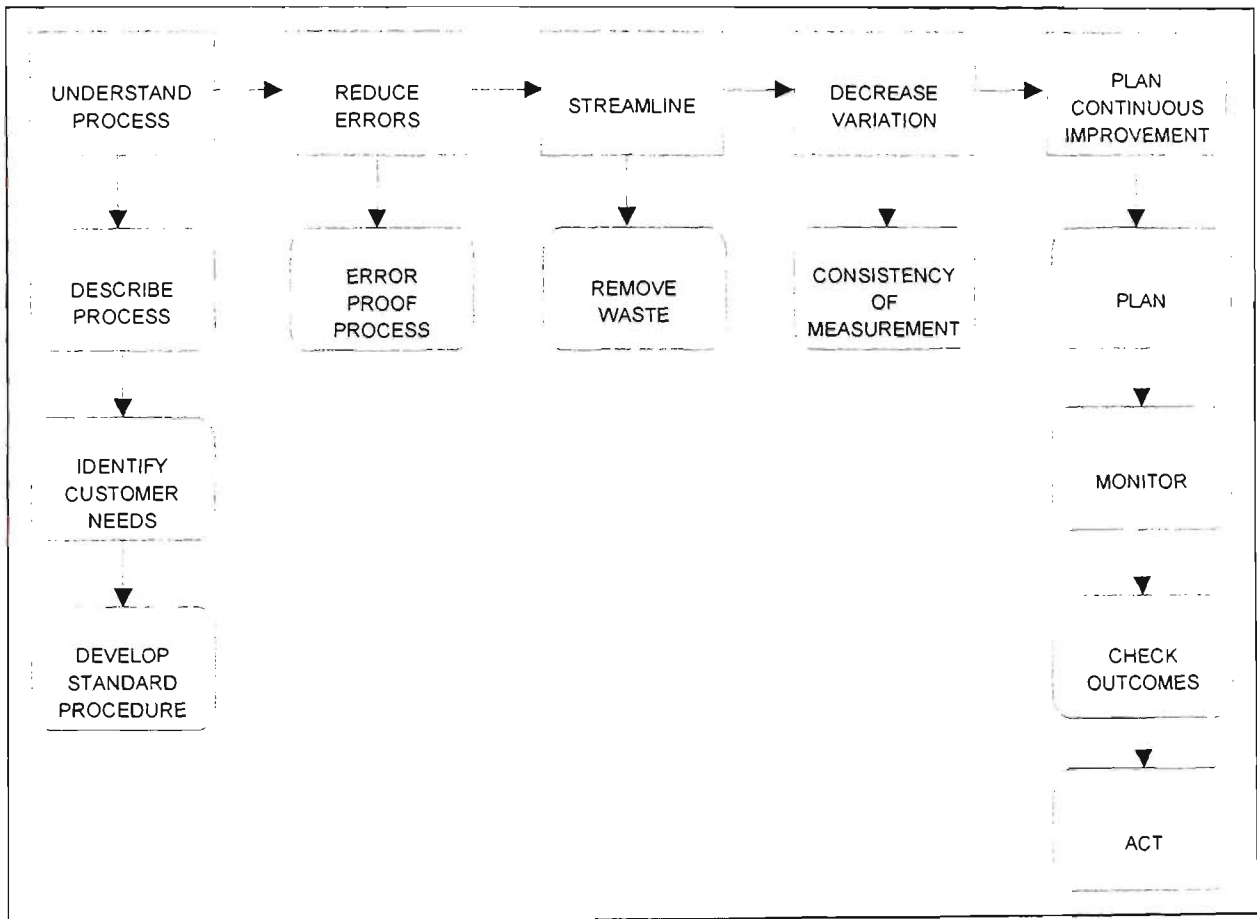 UNDERSTAND
PROCESS
REDUCE
ERRORS
STREAMLINE
DECREASE
VARIATION
PLAN
CONTINUOUS
IMPROVEMENT
DESCRIBE
PROCESS
ERROR
PROOF
PROCESS
REMOVE
WASTE
CONSISTENCY
OF
MEASUREMENT
PLAN
IDENTIFY
CUSTOMER
NEEDS
MONITOR
DEVELOP
STANDARD
PROCEDURE
CHECK
OUTCOMES
ACT